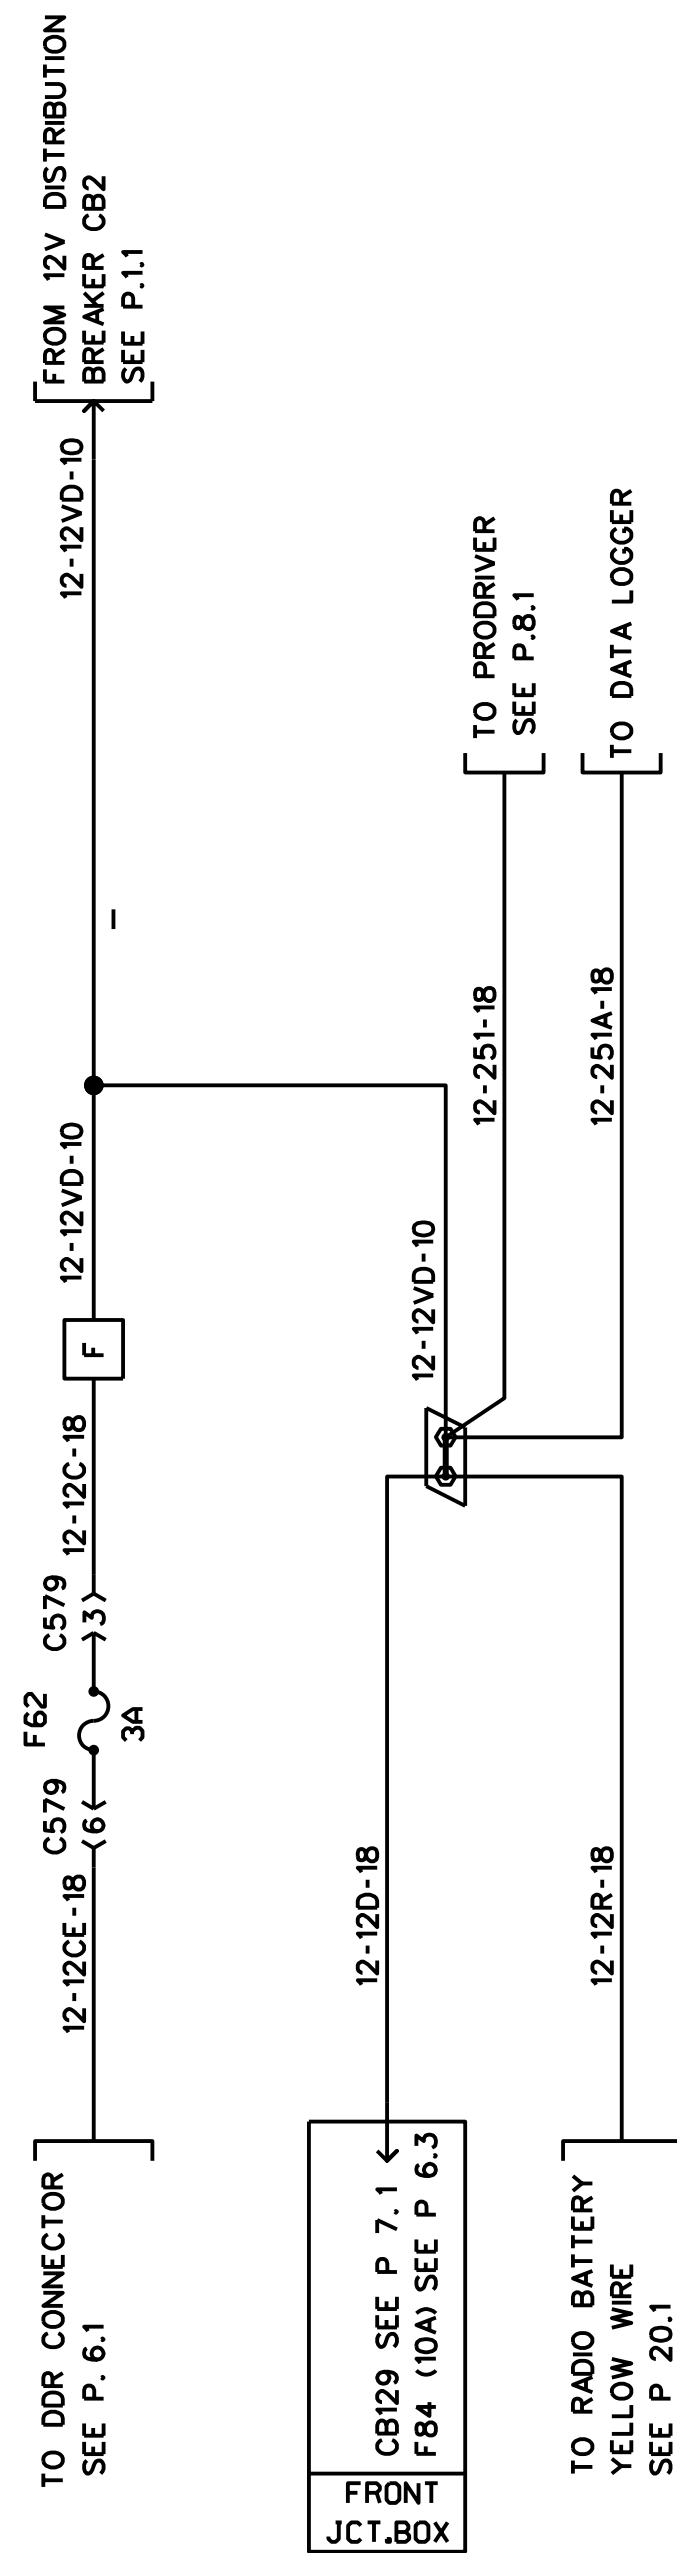 FROM 12V DISTRIBUTION
BREAKER CB2
SEE P.1.1
12-12VD-10
TO PRODRIVER
SEE P.8.1
TO DATA LOGGER
12-251-18
12-251A-18
12-12VD-10
12-12VD-10
F
12-12C-18
C579
3
F62
3A
C579
6
12-12CE-18
12-12D-18
12-12R-18
TO DDR CONNECTOR
SEE P. 6.1
CB129 SEE P 7.1
F84 (10A) SEE P 6.3
FRONT
JCT.BOX
TO RADIO BATTERY
YELLOW WIRE
SEE P 20.1